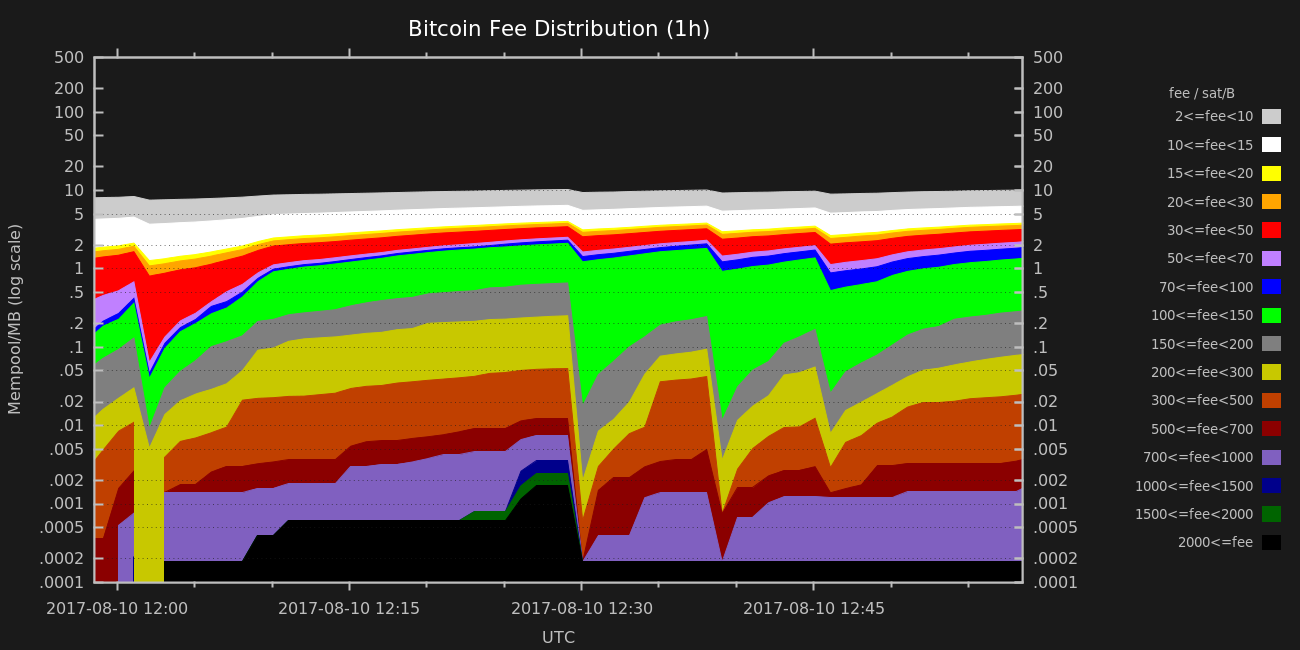 Bitcoin Fee Distribution (1h)
500 500
200 200
100 100
50 50
20 20
10 10
5 5
2 2
1 1
.5 .5
.2 .2
.1 .1
.05 .05
.02 .02
.01 .01
.005 .005
.002 .002
.001 .001
.0005 .0005
.0002 .0002
.0001 .0001
Mempool/MB (log scale)
2017-08-10 12:00 2017-08-10 12:15 2017-08-10 12:30 2017-08-10 12:45
UTC
fee / sat/B
2<=fee<10
10<=fee<15
15<=fee<20
20<=fee<30
30<=fee<50
50<=fee<70
70<=fee<100
100<=fee<150
150<=fee<200
200<=fee<300
300<=fee<500
500<=fee<700
700<=fee<1000
1000<=fee<1500
1500<=fee<2000
2000<=fee